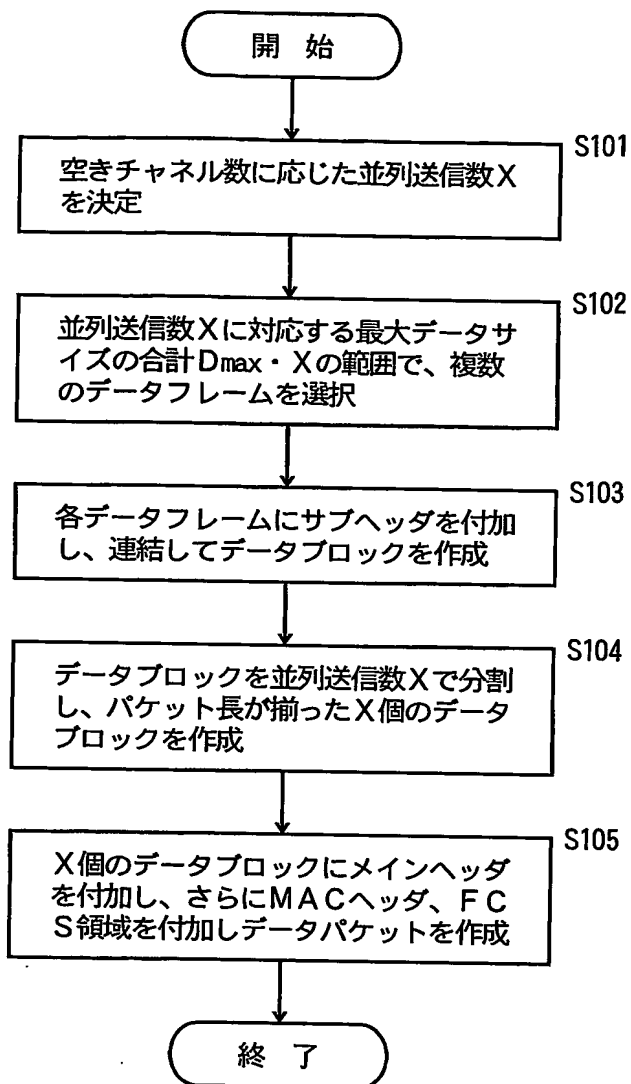 開 始
S101
空きチャネル数に応じた並列送信数X
を決定
S102
並列送信数Xに対応する最大データサ
イズの合計Dmax・Xの範囲で、複数
のデータフレームを選択
S103
各データフレームにサブヘッダを付加
し、連結してデータブロックを作成
S104
データブロックを並列送信数Xで分割
し、パケット長が揃ったX個のデータ
ブロックを作成
S105
X個のデータブロックにメインヘッダ
を付加し、さらにMACヘッダ、FC
S領域を付加しデータパケットを作成
終 了